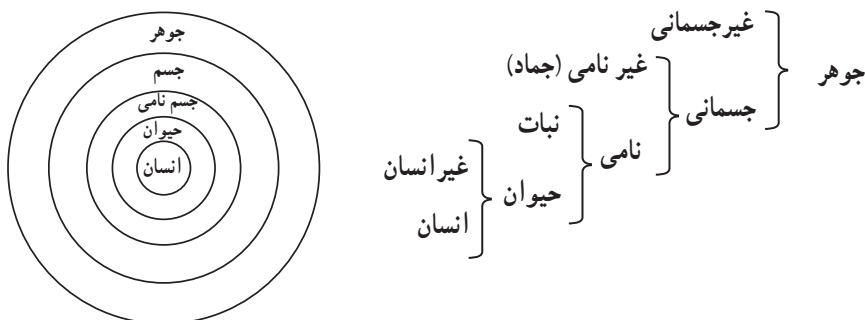 جوهر
جسمانی
غیرجسمانی
نامی
غیر نامی (جماد)
حیوان
نبات
غیرانسان
انسان
جوهر
جسم
جسم نامی
حیوان
انسان